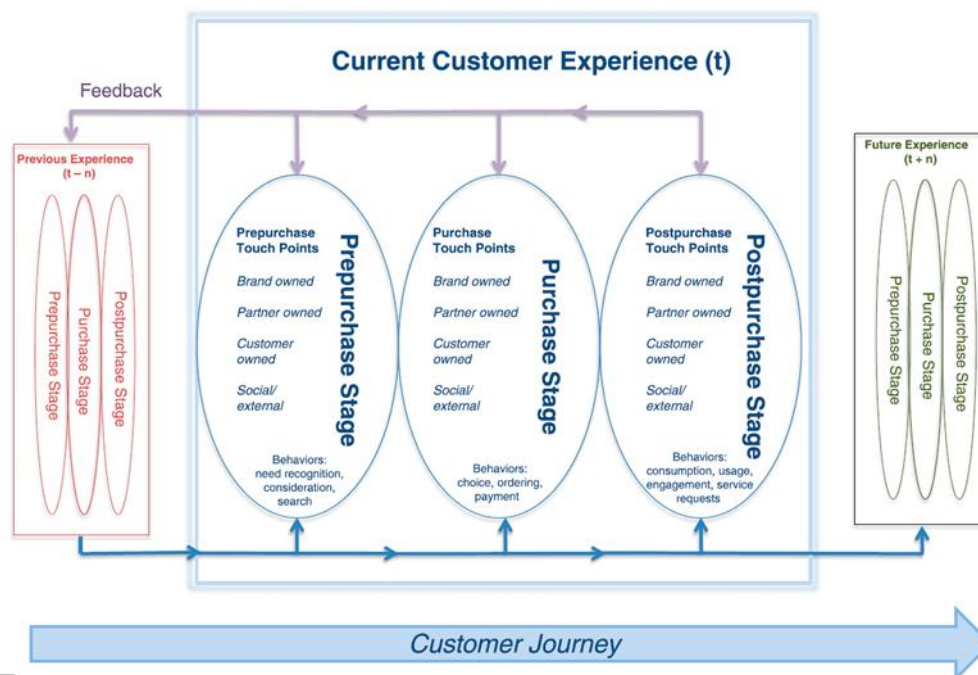 Current Customer Experience (t)
Feedback
Previous Experience
(t – n)
Prepurchase Stage
Purchase Stage
Postpurchase Stage
Prepurchase
Touch Points
Brand owned
Partner owned
Customer
owned
Social/
external
Prepurchase Stage
Behaviors:
need recognition,
consideration,
search
Purchase
Touch Points
Brand owned
Partner owned
Customer
owned
Social/
external
Purchase Stage
Behaviors:
choice, ordering,
payment
Postpurchase
Touch Points
Brand owned
Partner owned
Customer
owned
Social/
external
Postpurchase Stage
Behaviors:
consumption, usage,
engagement, service
requests
Future Experience
(t + n)
Prepurchase Stage
Purchase Stage
Postpurchase Stage
Customer Journey